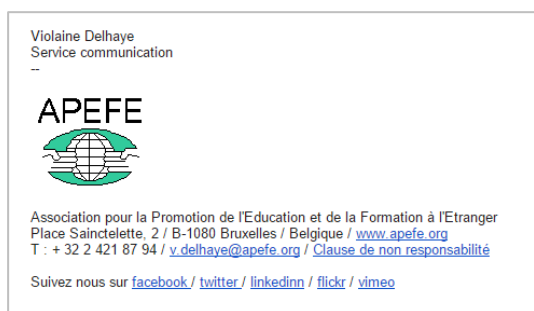 Violaine Delhaye
Service communication
--
APEFE
Association pour la Promotion de l'Education et de la Formation à l'Etranger
Place Sainctelette, 2 / B-1080 Bruxelles / Belgique / www.apefe.org
T : + 32 2 421 87 94 / v.delhaye@apefe.org / Clause de non responsabilité
Suivez nous sur facebook / twitter / linkedinn / flickr / vimeo